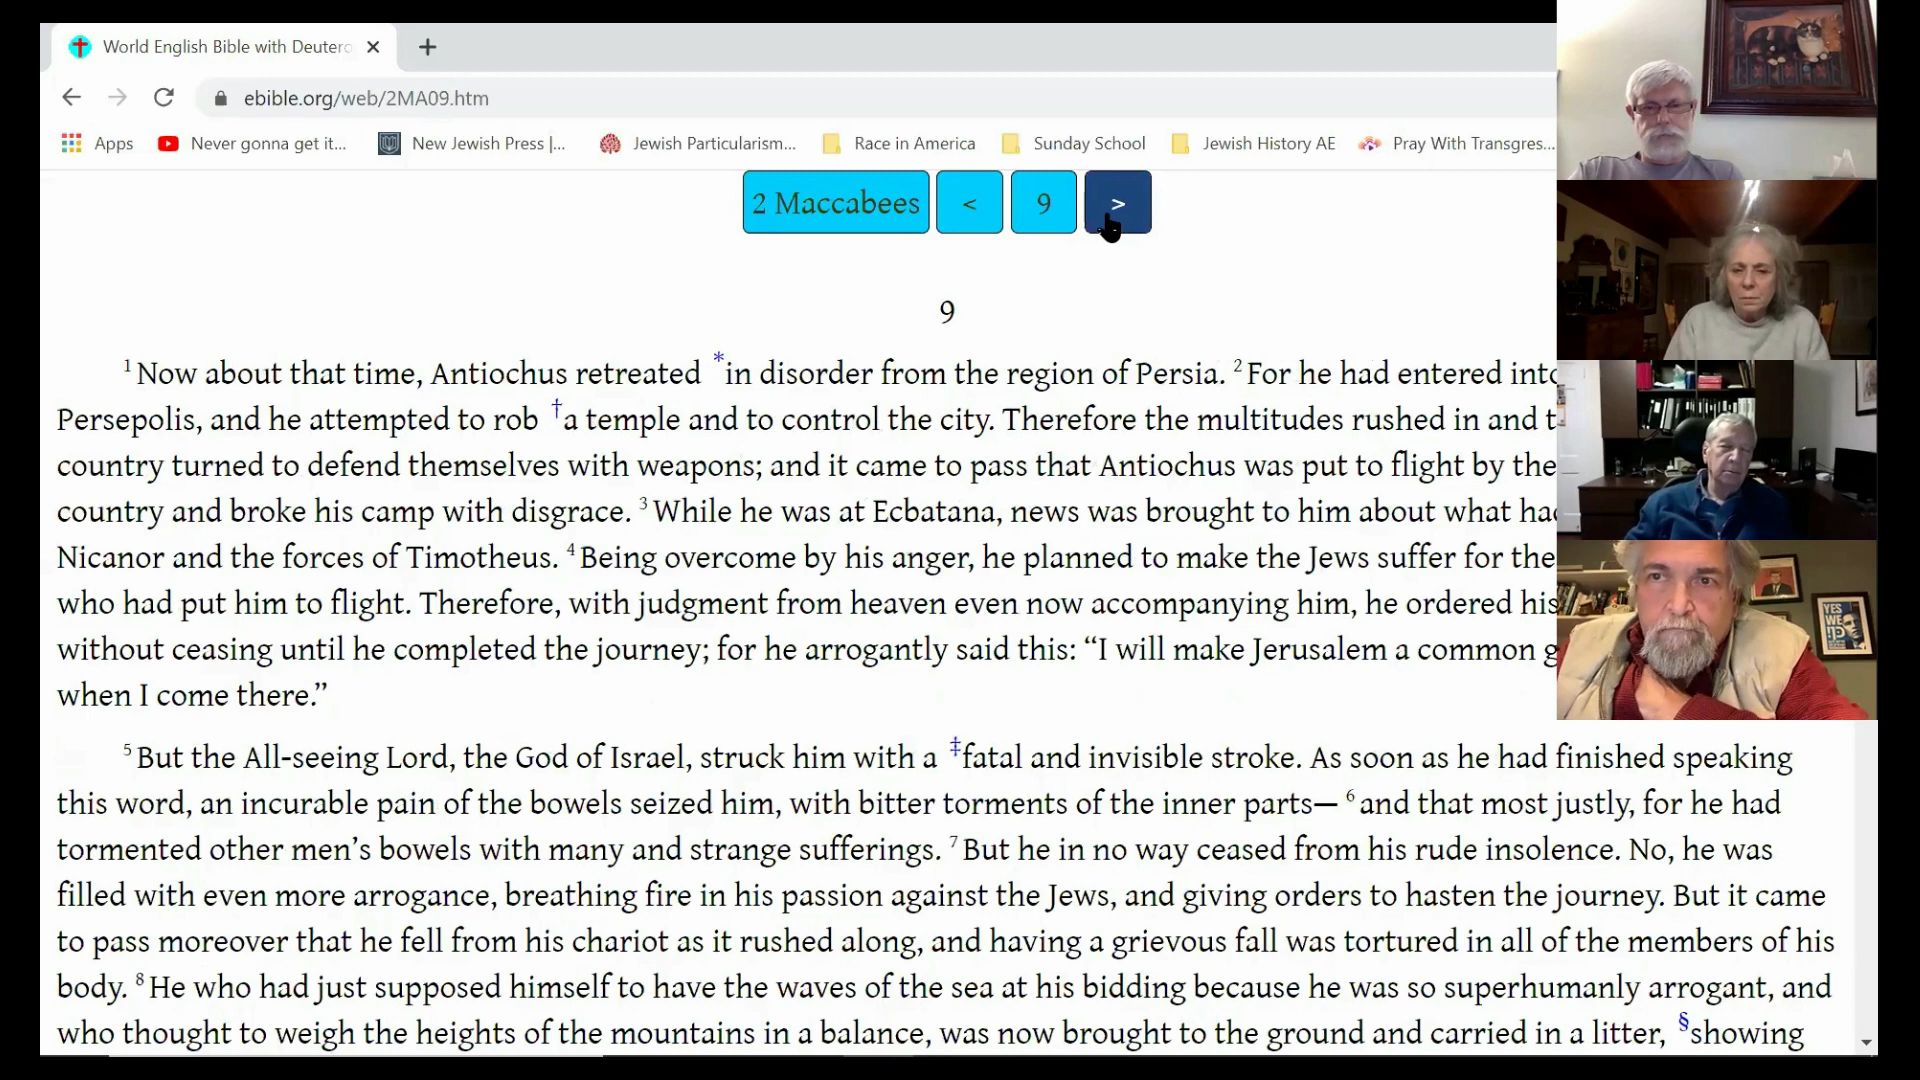 World English Bible with Deutero
ebible.org/web/2MA09.htm
Apps Never gonna get it... New Jewish Press |... Jewish Particularism... Race in America Sunday School Jewish History AE Pray With Transgres...
2 Maccabees < 9 >
9
1 Now about that time, Antiochus retreated *in disorder from the region of Persia. 2 For he had entered into
Persepolis, and he attempted to rob †a temple and to control the city. Therefore the multitudes rushed in and t
country turned to defend themselves with weapons; and it came to pass that Antiochus was put to flight by the
country and broke his camp with disgrace. 3 While he was at Ecbatana, news was brought to him about what ha
Nicanor and the forces of Timotheus. 4 Being overcome by his anger, he planned to make the Jews suffer for the
who had put him to flight. Therefore, with judgment from heaven even now accompanying him, he ordered his
without ceasing until he completed the journey; for he arrogantly said this: “I will make Jerusalem a common g
when I come there.”
5 But the All-seeing Lord, the God of Israel, struck him with a ‡fatal and invisible stroke. As soon as he had finished speaking
this word, an incurable pain of the bowels seized him, with bitter torments of the inner parts— 6 and that most justly, for he had
tormented other men’s bowels with many and strange sufferings. 7 But he in no way ceased from his rude insolence. No, he was
filled with even more arrogance, breathing fire in his passion against the Jews, and giving orders to hasten the journey. But it came
to pass moreover that he fell from his chariot as it rushed along, and having a grievous fall was tortured in all of the members of his
body. 8 He who had just supposed himself to have the waves of the sea at his bidding because he was so superhumanly arrogant, and
who thought to weigh the heights of the mountains in a balance, was now brought to the ground and carried in a litter, §showing
YES
WE